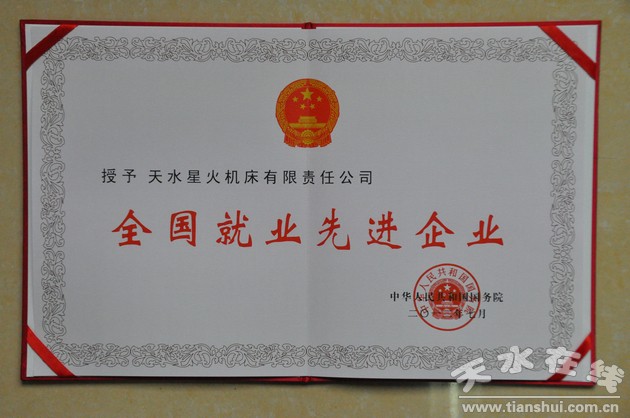 授予 天水星火机床有限责任公司
全国就业先进企业
中华人民共和国国务院
年七月
天水在线
www.tianshui.com.cn